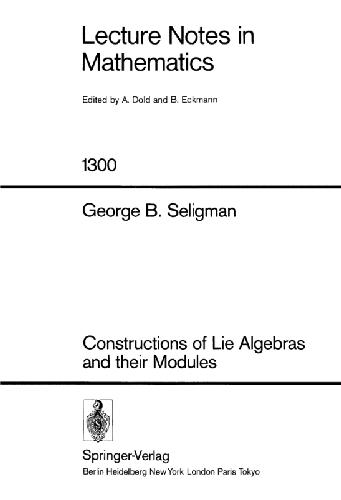 Lecture Notes in
Mathematics
Edited by A. Dold and B. Eckmann
1300
George B. Seligman
Constructions of Lie Algebras
and their Modules
Springer-Verlag
Berlin Heidelberg New York London Paris Tokyo